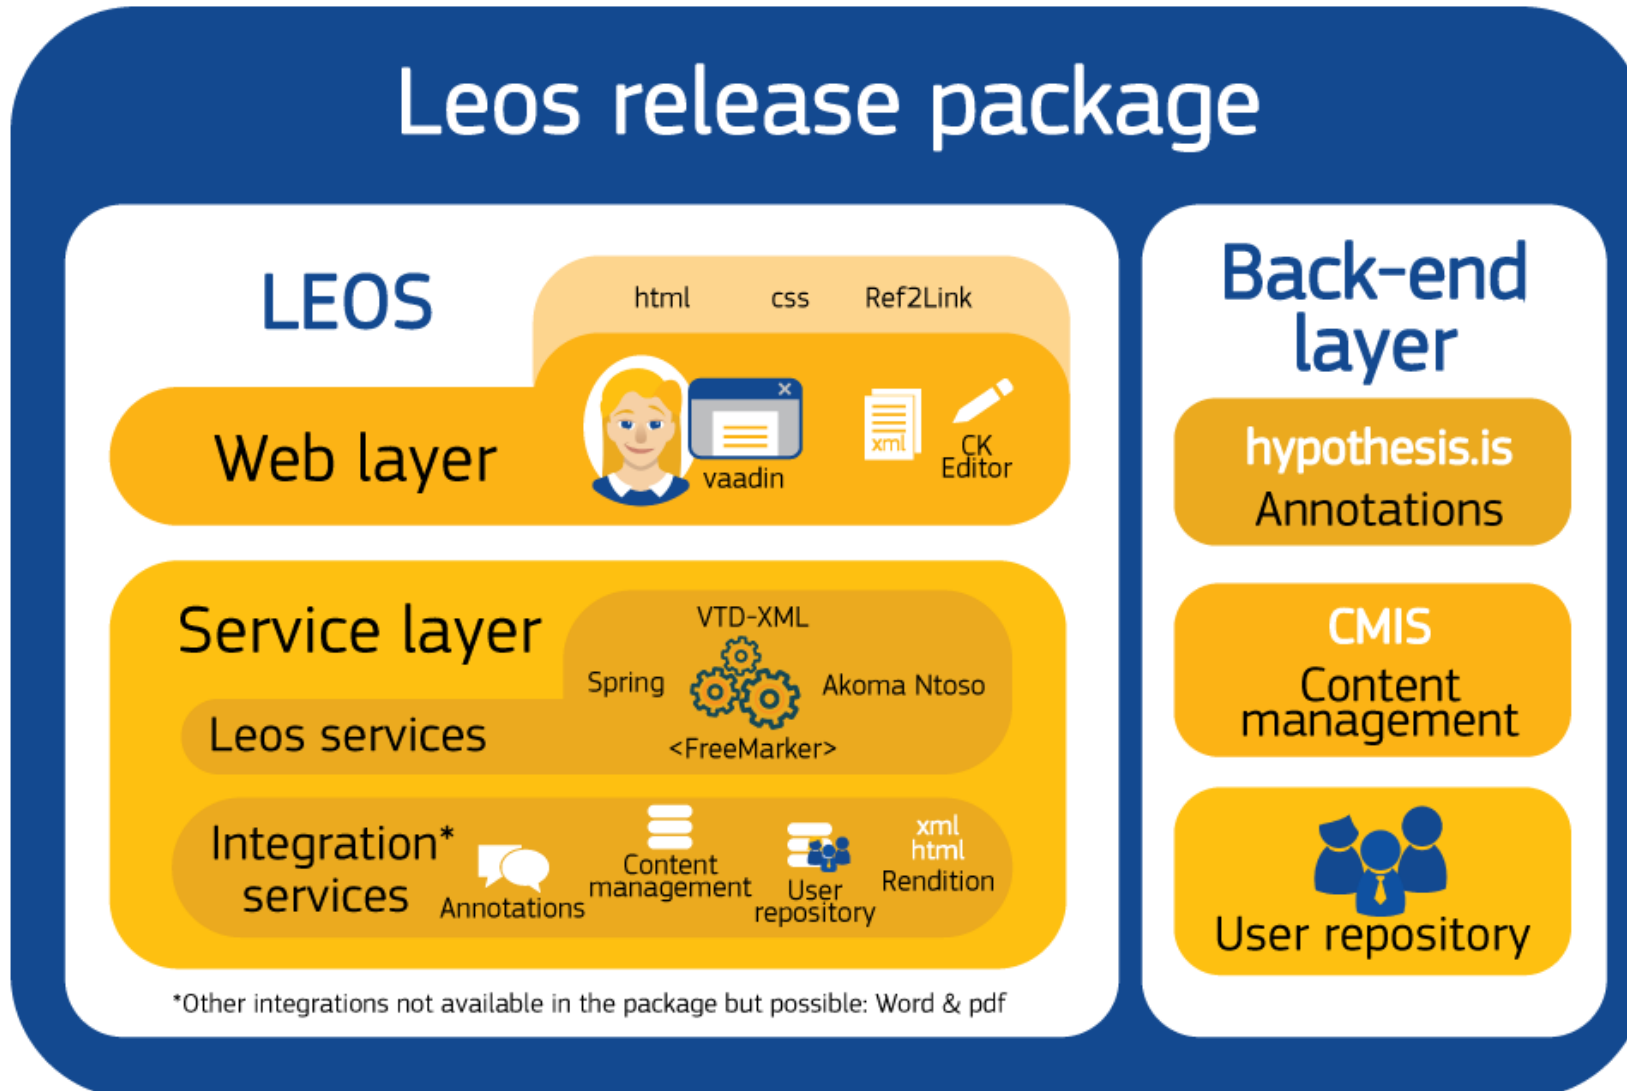 Leos release package
LEOS
html css Ref2Link
Web layer
vaadin
xml
CK
Editor
Service layer
VTD-XML
Spring
Akoma Ntoso
<FreeMarker>
Leos services
Integration*
services
Annotations
Content
management
User
repository
xml
html
Rendition
*Other integrations not available in the package but possible: Word & pdf
Back-end
layer
hypothesis.is
Annotations
CMIS
Content
management
User repository